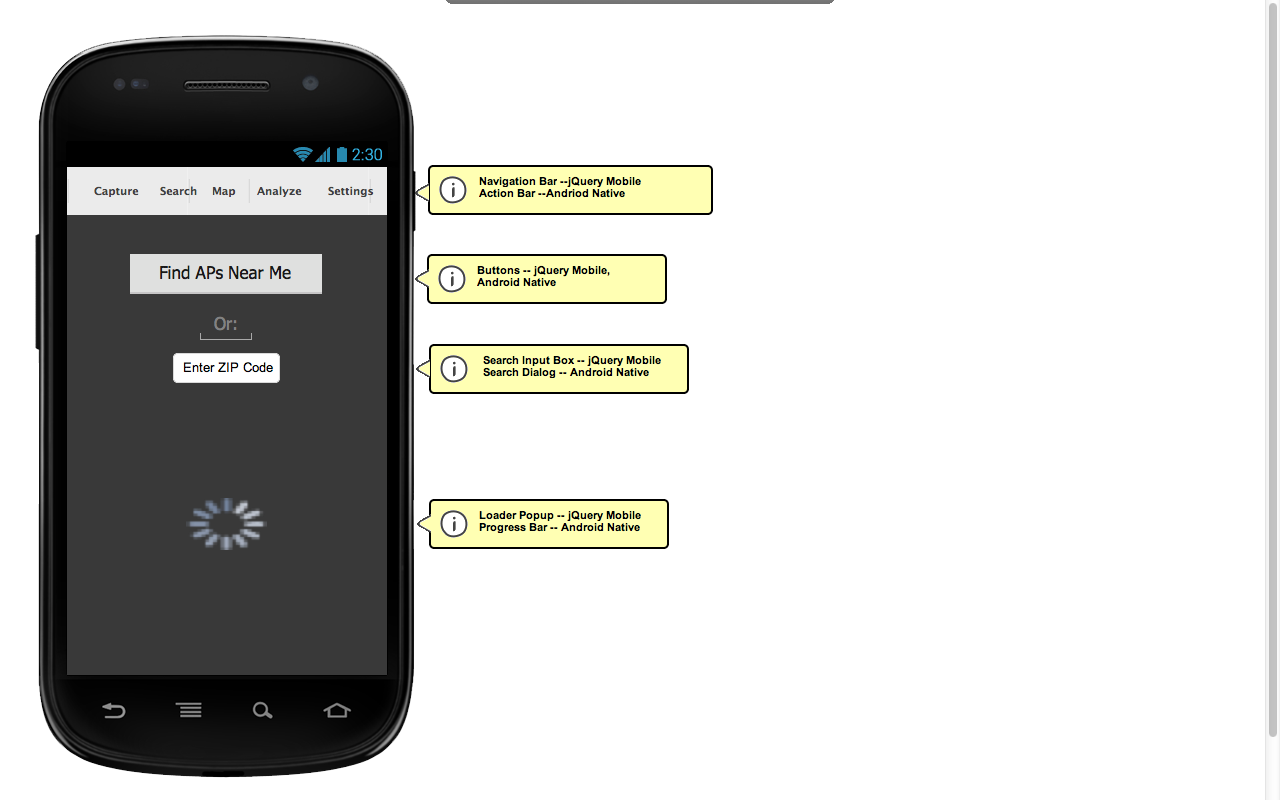 2:30
Capture Search Map Analyze Settings
Find APs Near Me
Or:
Enter ZIP Code
Navigation Bar --jQuery Mobile
Action Bar --Andriod Native
Buttons -- jQuery Mobile,
Android Native
Search Input Box -- jQuery Mobile
Search Dialog -- Android Native
Loader Popup -- jQuery Mobile
Progress Bar -- Android Native